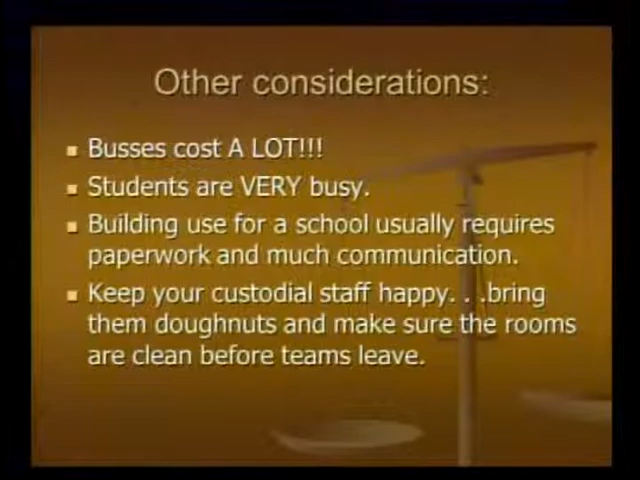 Other considerations:
Busses cost A LOT!!!
Students are VERY busy.
Building use for a school usually requires
paperwork and much communication.
Keep your custodial staff happy. . .bring
them doughnuts and make sure the rooms
are clean before teams leave.